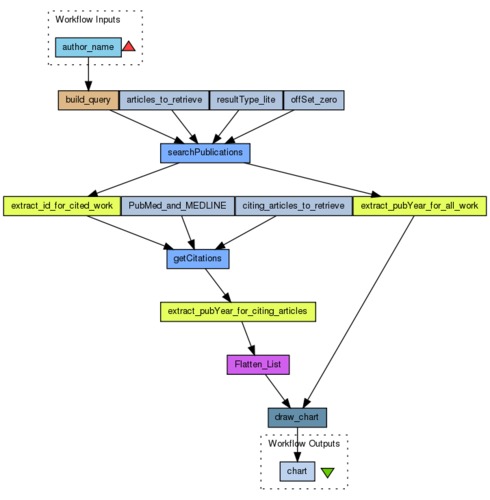 Workflow Inputs
author_name
build_query articles_to_retrieve resultType_lite offSet_zero
searchPublications
extract_id_for_cited_work PubMed_and_MEDLINE citing_articles_to_retrieve extract_pubYear_for_all_work
getCitations
extract_pubYear_for_citing_articles
Flatten_List
draw_chart
Workflow Outputs
chart